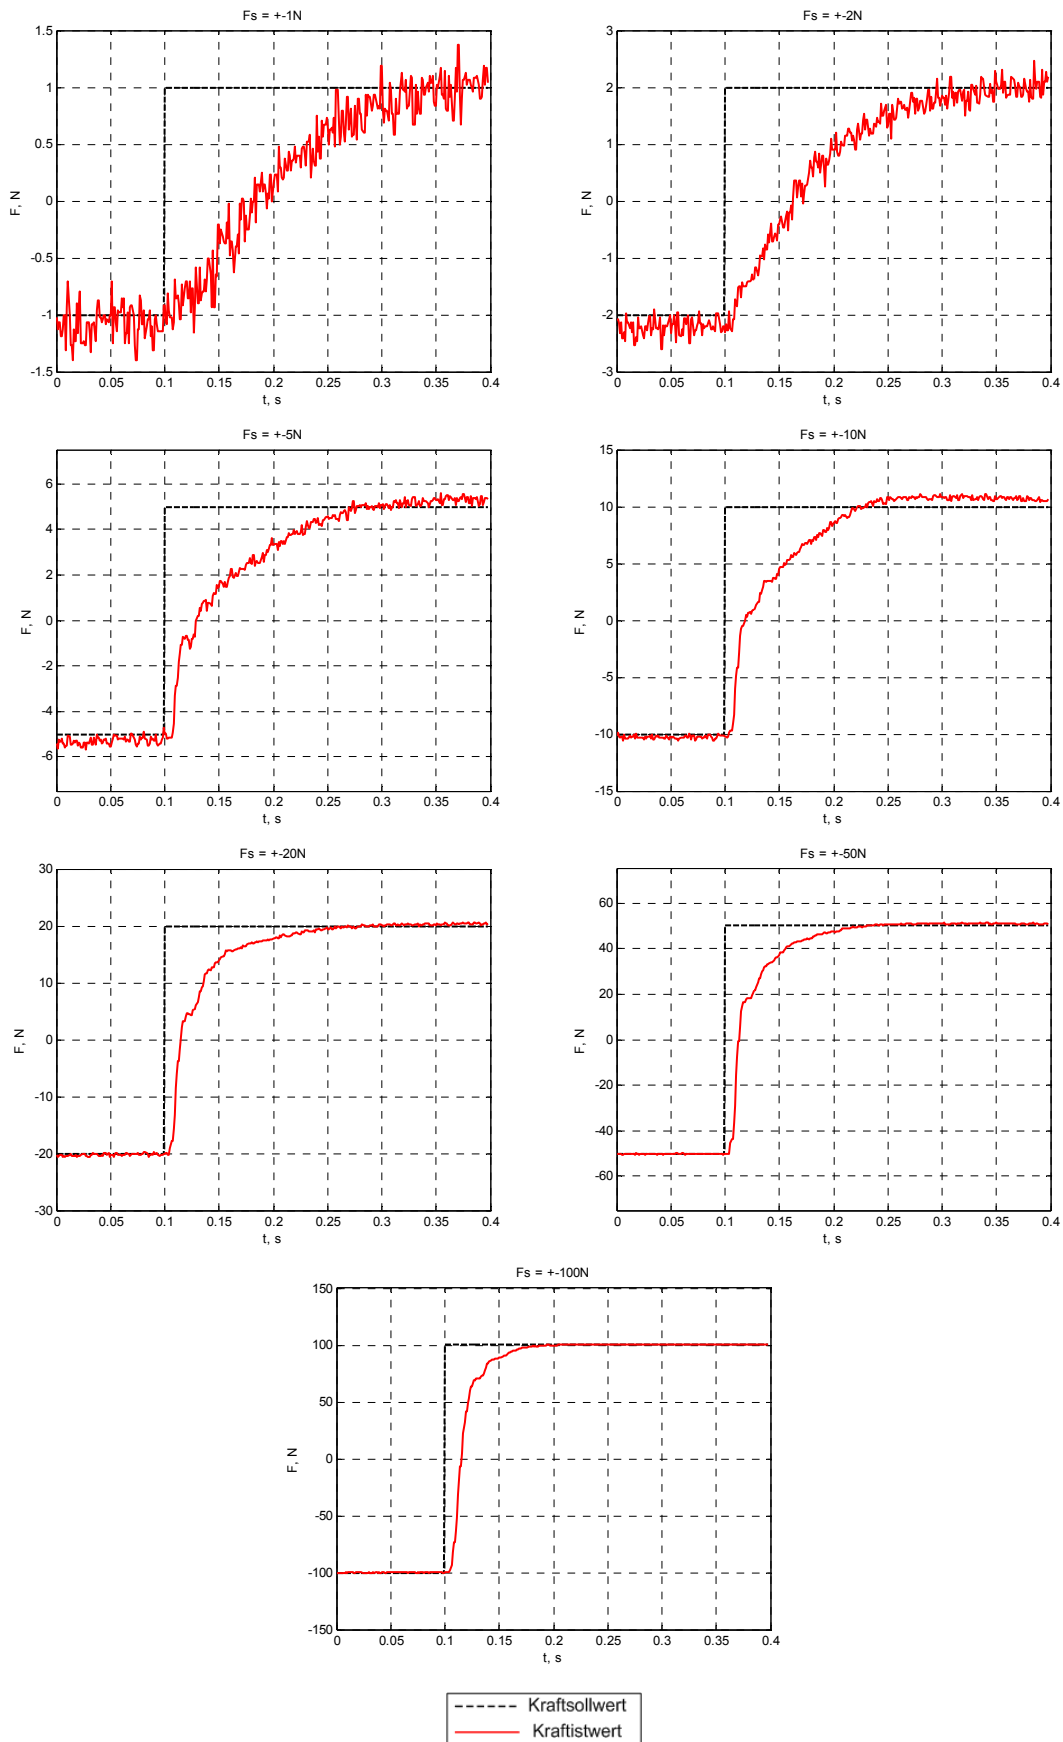 Fs = +-1N
Fs = +-2N
1.5
1
0.5
0
-0.5
-1
-1.5
F, N
0 0.05 0.1 0.15 0.2 0.25 0.3 0.35 0.4
t, s
3
2
1
0
-1
-2
-3
F, N
0 0.05 0.1 0.15 0.2 0.25 0.3 0.35 0.4
t, s
Fs = +-5N
Fs = +-10N
6
4
2
0
-2
-4
-6
F, N
0 0.05 0.1 0.15 0.2 0.25 0.3 0.35 0.4
t, s
15
10
5
0
-5
-10
-15
F, N
0 0.05 0.1 0.15 0.2 0.25 0.3 0.35 0.4
t, s
Fs = +-20N
Fs = +-50N
30
20
10
0
-10
-20
-30
F, N
0 0.05 0.1 0.15 0.2 0.25 0.3 0.35 0.4
t, s
60
40
20
0
-20
-40
-60
F, N
0 0.05 0.1 0.15 0.2 0.25 0.3 0.35 0.4
t, s
Fs = +-100N
150
100
50
0
-50
-100
-150
F, N
0 0.05 0.1 0.15 0.2 0.25 0.3 0.35 0.4
t, s
Kraftsollwert
Kraftistwert